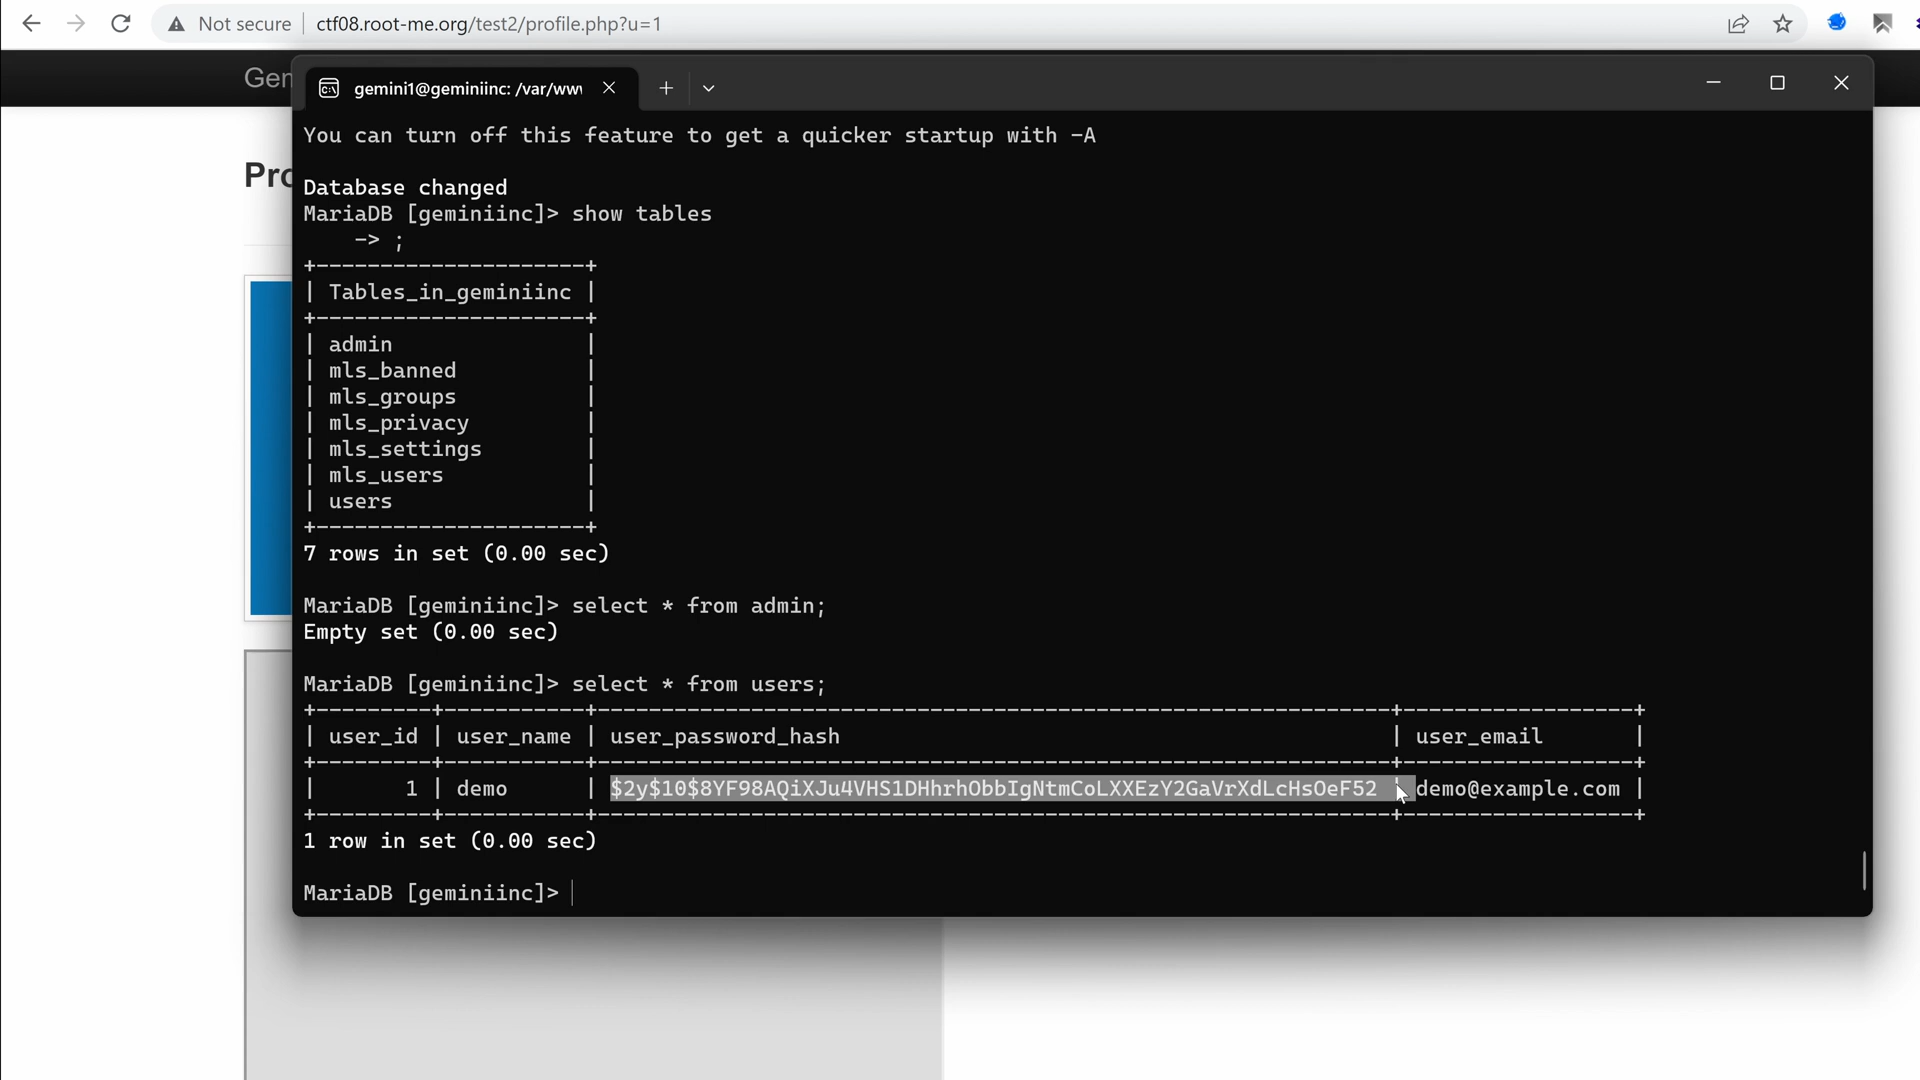 Not secure
ctf08.root-me.org/test2/profile.php?u=1
gemini1@geminiinc: /var/ww
You can turn off this feature to get a quicker startup with -A
Database changed
MariaDB [geminiinc]> show tables
-> ;
+---------------------+
| Tables_in_geminiinc |
+---------------------+
| admin |
| mls_banned |
| mls_groups |
| mls_privacy |
| mls_settings |
| mls_users |
| users |
+---------------------+
7 rows in set (0.00 sec)
MariaDB [geminiinc]> select * from admin;
Empty set (0.00 sec)
MariaDB [geminiinc]> select * from users;
+---------+-----------+--------------------------------------------------------------+------------------+
| user_id | user_name | user_password_hash | user_email |
+---------+-----------+--------------------------------------------------------------+------------------+
| 1 | demo | $2y$10$8YF98AQiXJu4VHS1DHhrhObbIgNtmCoLXXEzY2GaVrXdLcHsOeF52 | demo@example.com |
+---------+-----------+--------------------------------------------------------------+------------------+
1 row in set (0.00 sec)
MariaDB [geminiinc]>